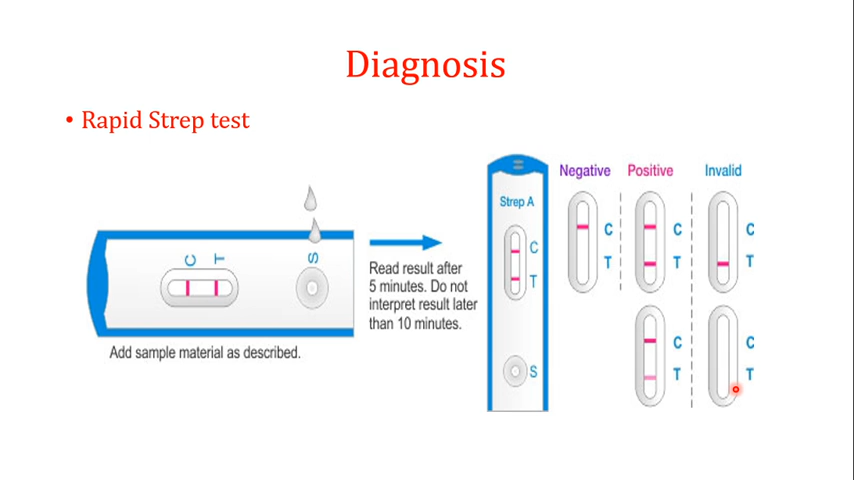 Diagnosis
• Rapid Strep test
C T S
Add sample material as described.
Read result after
5 minutes. Do not
interpret result later
than 10 minutes.
Strep A
C
T
S
Negative Positive Invalid
C C C
T T T
C C
T T